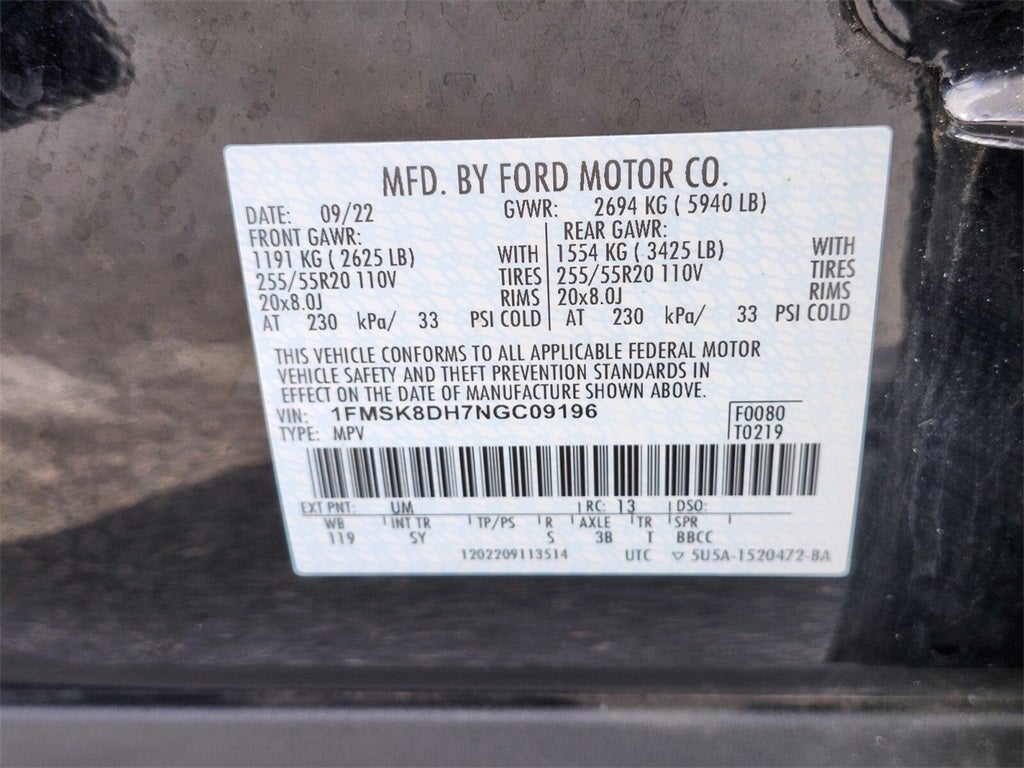 MFD. BY FORD MOTOR CO.
DATE: 09/22 GVWR: 2694 KG ( 5940 LB)
FRONT GAWR: REAR GAWR:
1191 KG ( 2625 LB) WITH 1554 KG ( 3425 LB) WITH
255/55R20 110V TIRES 255/55R20 110V TIRES
20x8.0J RIMS 20x8.0J RIMS
AT 230 kPa/ 33 PSI COLD AT 230 kPa/ 33 PSI COLD
THIS VEHICLE CONFORMS TO ALL APPLICABLE FEDERAL MOTOR
VEHICLE SAFETY AND THEFT PREVENTION STANDARDS IN
EFFECT ON THE DATE OF MANUFACTURE SHOWN ABOVE.
VIN: 1FMSK8DH7NGC09196 F0080
TYPE: MPV T0219
EXT PNT: UM RC: 13 DSO:
WB INT TR TP/PS R AXLE TR SPR
119 SY S 3B T BBCC
1202209113514 UTC ▽ 5U5A-1520472-BA